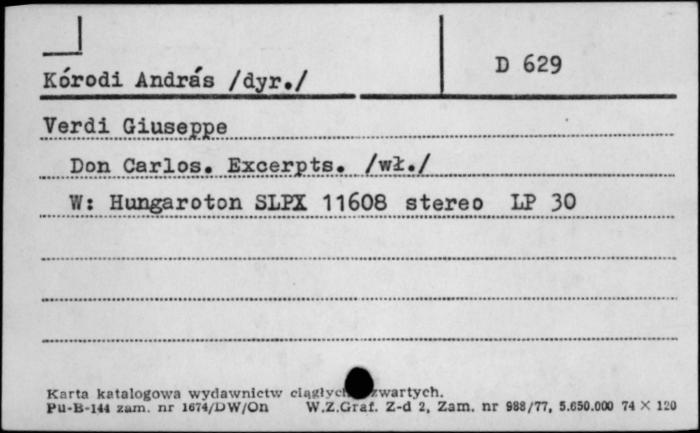 D 629
Kórodi András /dyr./
Verdi Giuseppe
Don Carlos. Excerpts. /wł./
W: Hungaroton SLPX 11608 stereo LP 30
Karta katalogowa wydawnictw ciągłych zwartych.
Pu-B-144 zam. nr 1674/DW/On W.Z.Graf. Z-d 2, Zam. nr 988/77, 5.650.000 74 × 120